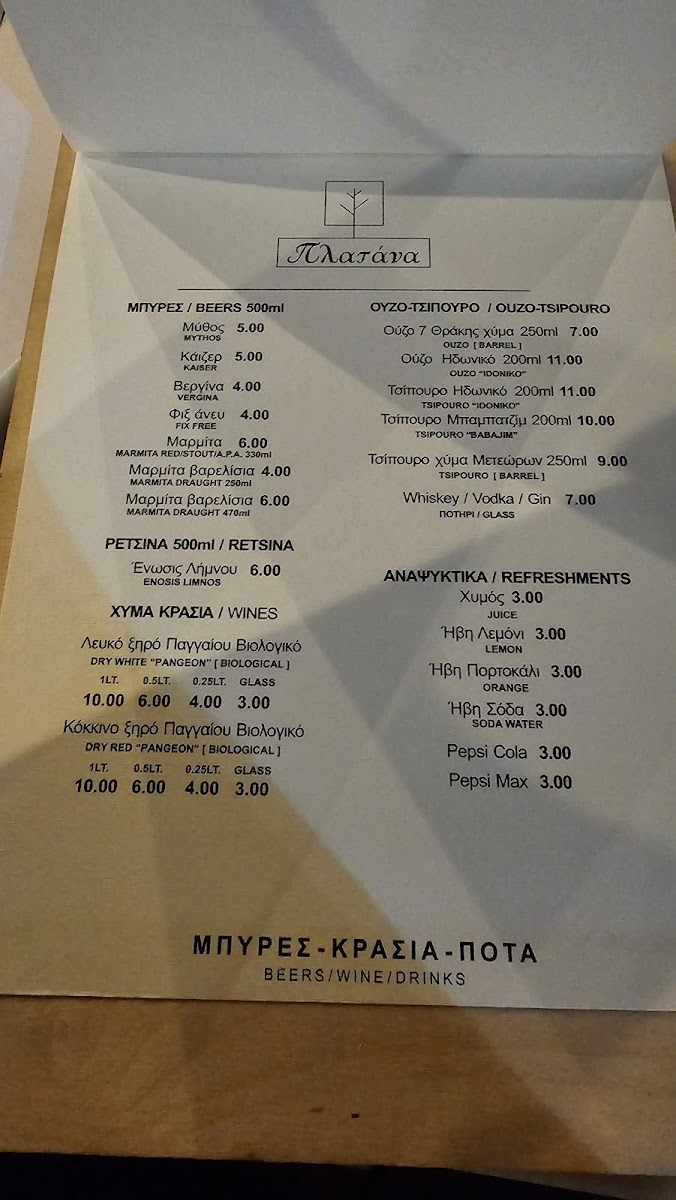 Πλατάνα
ΜΠΥΡΕΣ / BEERS 500ml
Μύθος 5.00
MYTHOS
Κάιζερ 5.00
KAISER
Βεργίνα 4.00
VERGINA
Φιξ άνευ 4.00
FIX FREE
Μαρμίτα 6.00
MARMITA RED/STOUT/A.P.A. 330ml
Μαρμίτα βαρελίσια 4.00
MARMITA DRAUGHT 250ml
Μαρμίτα βαρελίσια 6.00
MARMITA DRAUGHT 470ml
ΡΕΤΣΙΝΑ 500ml / RETSINA
Ένωσις Λήμνου 6.00
ENOSIS LIMNOS
ΧΥΜΑ ΚΡΑΣΙΑ / WINES
Λευκό ξηρό Παγγαίου Βιολογικό
DRY WHITE “PANGEON” [ BIOLOGICAL ]
1LT. 0.5LT. 0.25LT. GLASS
10.00 6.00 4.00 3.00
Κόκκινο ξηρό Παγγαίου Βιολογικό
DRY RED “PANGEON” [ BIOLOGICAL ]
1LT. 0.5LT. 0.25LT. GLASS
10.00 6.00 4.00 3.00
ΟΥΖΟ-ΤΣΙΠΟΥΡΟ / OUZO-TSIPOURO
Ούζο 7 Θράκης χύμα 250ml 7.00
OUZO [ BARREL ]
Ούζο Ηδωνικό 200ml 11.00
OUZO “IDONIKO”
Τσίπουρο Ηδωνικό 200ml 11.00
TSIPOURO “IDONIKO”
Τσίπουρο Μπαμπατζίμ 200ml 10.00
TSIPOURO “BABAJIM”
Τσίπουρο χύμα Μετεώρων 250ml 9.00
TSIPOURO [ BARREL ]
Whiskey / Vodka / Gin 7.00
ΠΟΤΗΡΙ / GLASS
ΑΝΑΨΥΚΤΙΚΑ / REFRESHMENTS
Χυμός 3.00
JUICE
Ήβη Λεμόνι 3.00
LEMON
Ήβη Πορτοκάλι 3.00
ORANGE
Ήβη Σόδα 3.00
SODA WATER
Pepsi Cola 3.00
Pepsi Max 3.00
ΜΠΥΡΕΣ-ΚΡΑΣΙΑ-ΠΟΤΑ
BEERS/WINE/DRINKS